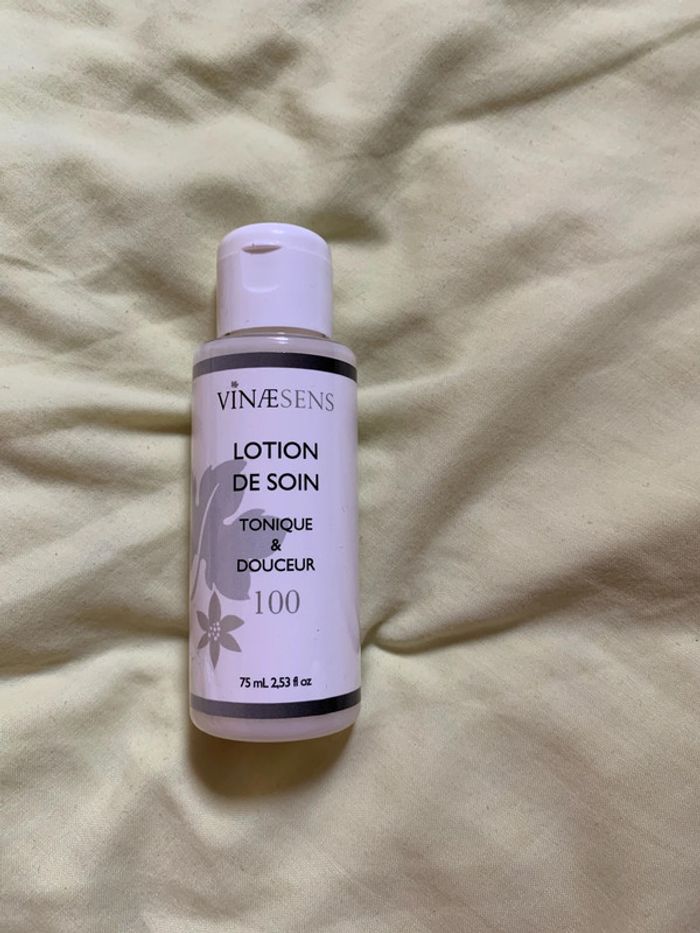 VINÆSENS
LOTION
DE SOIN
TONIQUE
&
DOUCEUR
100
75 mL 2,53 fl oz